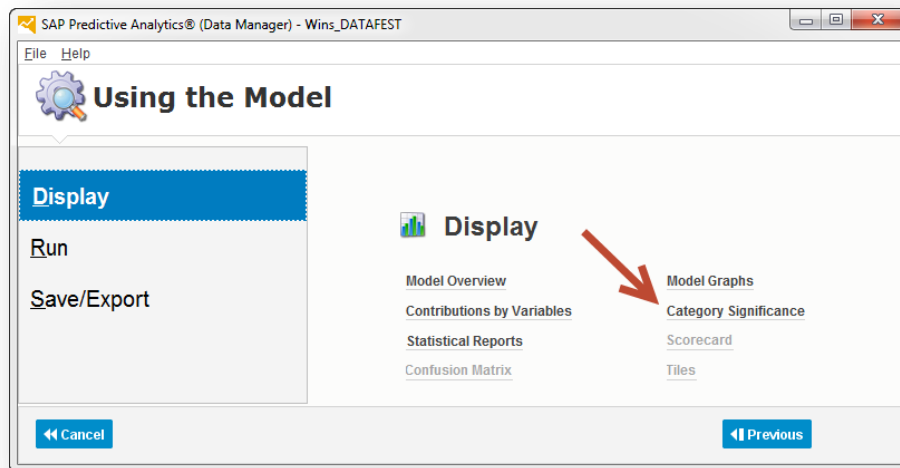 SAP Predictive Analytics® (Data Manager) - Wins_DATAFEST
File Help
Using the Model
Display
Run
Save/Export
Display
Model Overview
Model Graphs
Contributions by Variables
Category Significance
Statistical Reports
Scorecard
Confusion Matrix
Tiles
Cancel
Previous